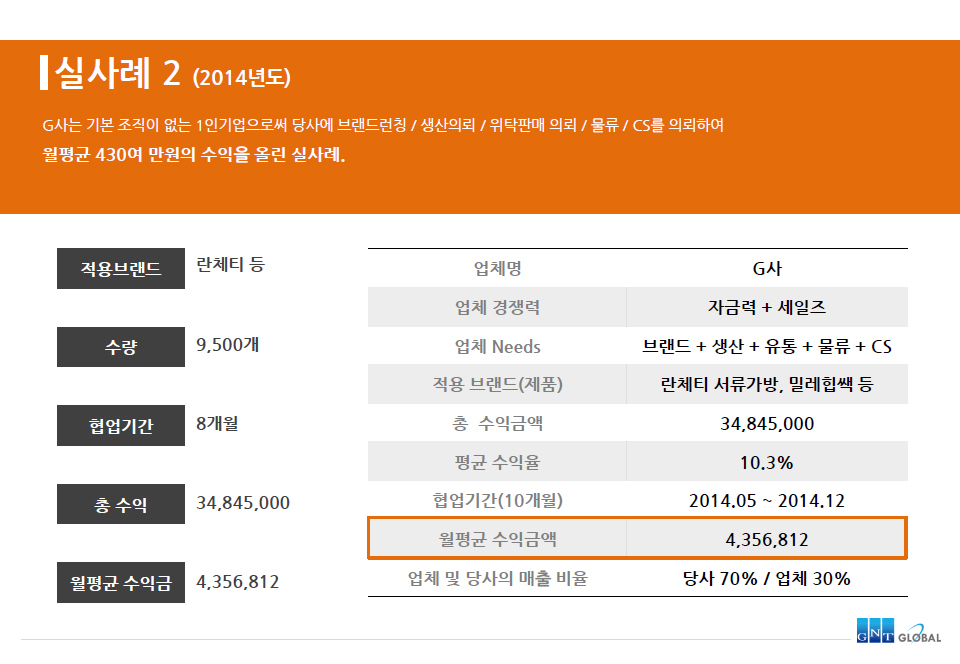 실사례 2 (2014년도)
G사는 기본 조직이 없는 1인기업으로써 당사에 브랜드런칭 / 생산의뢰 / 위탁판매 의뢰 / 물류 / CS를 의뢰하여
월평균 430여 만원의 수익을 올린 실사례.
적용브랜드 란체티 등
수량 9,500개
협업기간 8개월
총 수익 34,845,000
월평균 수익금 4,356,812
업체명 G사
업체 경쟁력 자금력 + 세일즈
업체 Needs 브랜드 + 생산 + 유통 + 물류 + CS
적용 브랜드(제품) 란체티 서류가방, 밀레힙쌕 등
총 수익금액 34,845,000
평균 수익율 10.3%
협업기간(10개월) 2014.05 ~ 2014.12
월평균 수익금액 4,356,812
업체 및 당사의 매출 비율 당사 70% / 업체 30%
GNT GLOBAL